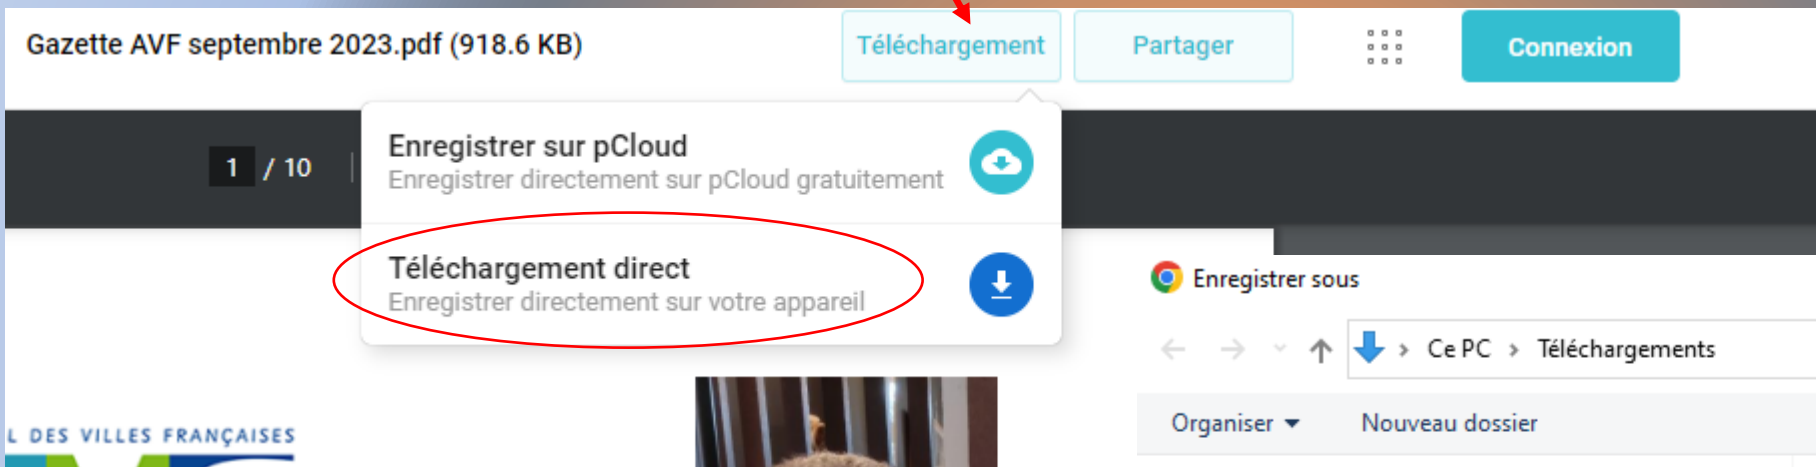 Gazette AVF septembre 2023.pdf (918.6 KB)
Téléchargement
Partager
Connexion
1 / 10
Enregistrer sur pCloud
Enregistrer directement sur pCloud gratuitement
Téléchargement direct
Enregistrer directement sur votre appareil
Enregistrer sous
Ce PC > Téléchargements
Organiser
Nouveau dossier
L DES VILLES FRANÇAISES